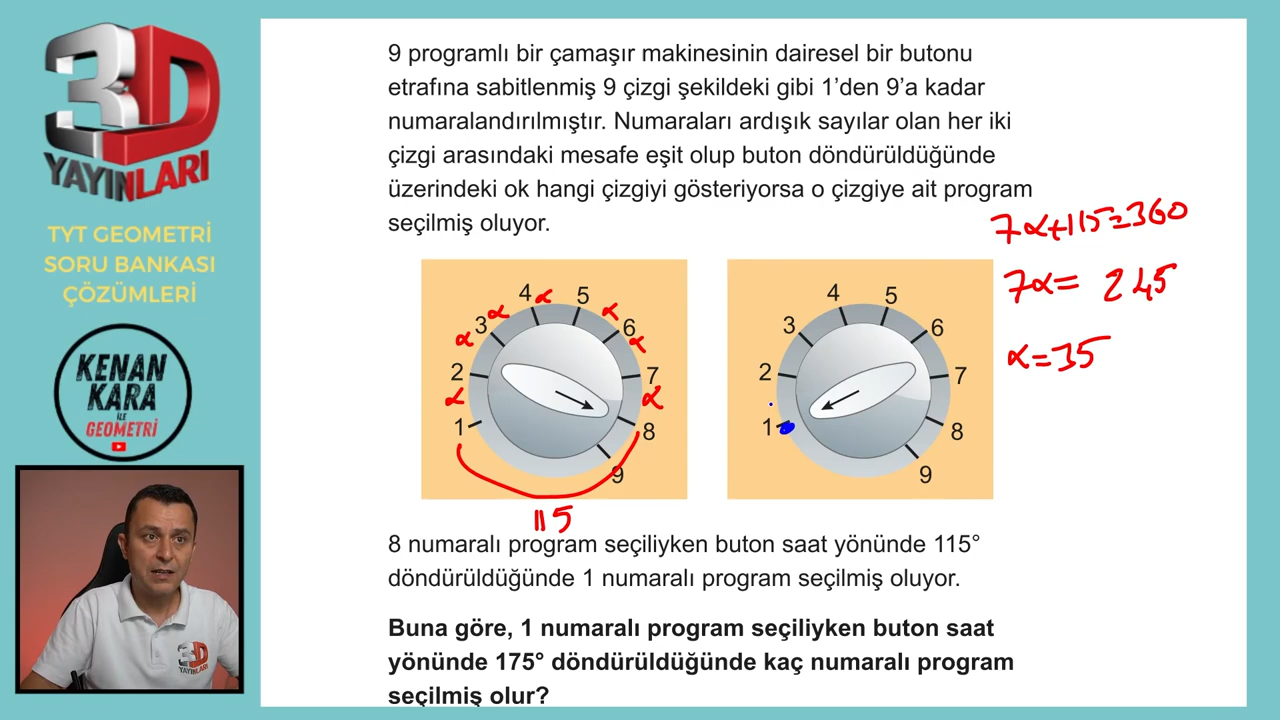 3D
YAYINLARI
TYT GEOMETRİ
SORU BANKASI
ÇÖZÜMLERİ
KENAN
KARA
İLE
GEOMETRİ
9 programlı bir çamaşır makinesinin dairesel bir butonu
etrafına sabitlenmiş 9 çizgi şekildeki gibi 1’den 9’a kadar
numaralandırılmıştır. Numaraları ardışık sayılar olan her iki
çizgi arasındaki mesafe eşit olup buton döndürüldüğünde
üzerindeki ok hangi çizgiyi gösteriyorsa o çizgiye ait program
seçilmiş oluyor.
7α+115=360
7α= 245
α=35
4 α 5
α
3 α 6
α α
2 7
α α
1 8
9
115
4 5
3 6
2 7
1 8
9
8 numaralı program seçiliyken buton saat yönünde 115°
döndürüldüğünde 1 numaralı program seçilmiş oluyor.
Buna göre, 1 numaralı program seçiliyken buton saat
yönünde 175° döndürüldüğünde kaç numaralı program
seçilmiş olur?
3D
YAYINLARI